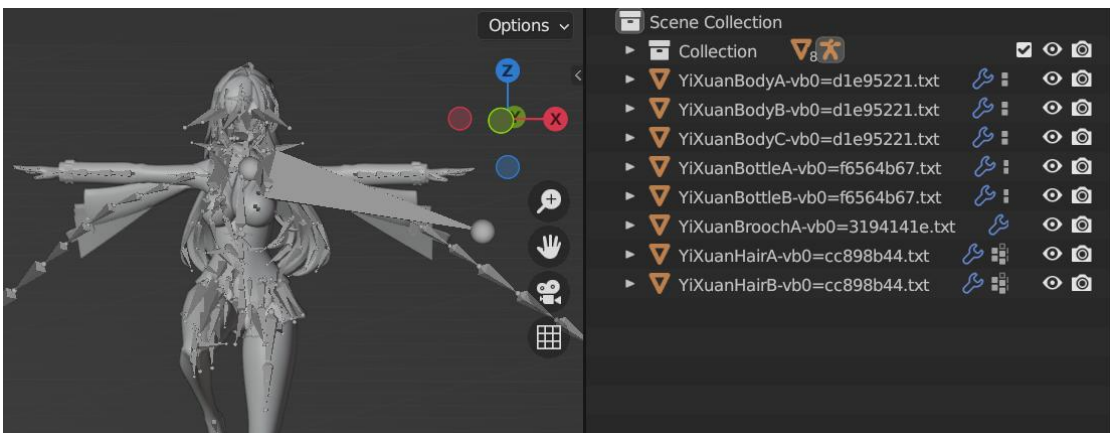 Options
Z
Y
X
Scene Collection
Collection 8
YiXuanBodyA-vb0=d1e95221.txt
YiXuanBodyB-vb0=d1e95221.txt
YiXuanBodyC-vb0=d1e95221.txt
YiXuanBottleA-vb0=f6564b67.txt
YiXuanBottleB-vb0=f6564b67.txt
YiXuanBroochA-vb0=3194141e.txt
YiXuanHairA-vb0=cc898b44.txt
YiXuanHairB-vb0=cc898b44.txt